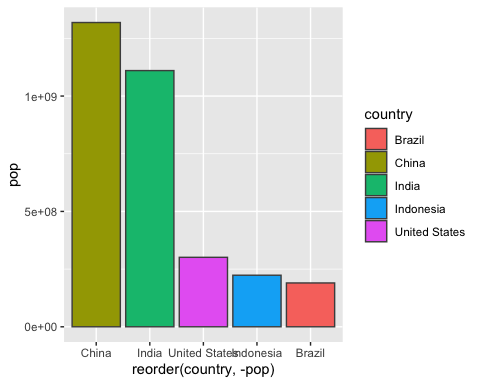 pop
1e+09
5e+08
0e+00
China India United States Indonesia Brazil
reorder(country, -pop)
country
Brazil
China
India
Indonesia
United States